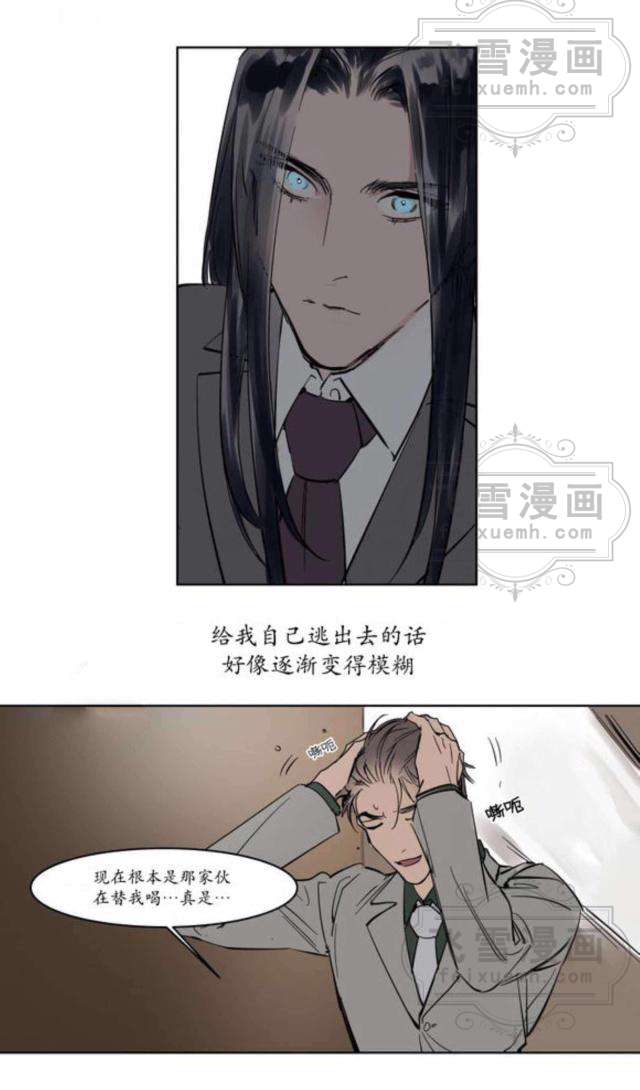 飞雪漫画
feixuemh.com
雪漫画
xuemh.com
给我自己逃出去的话
好像逐渐变得模糊
嘶呃
嘶呃
现在根本是那家伙
在替我喝…真是…
飞雪漫画
feixuemh.com